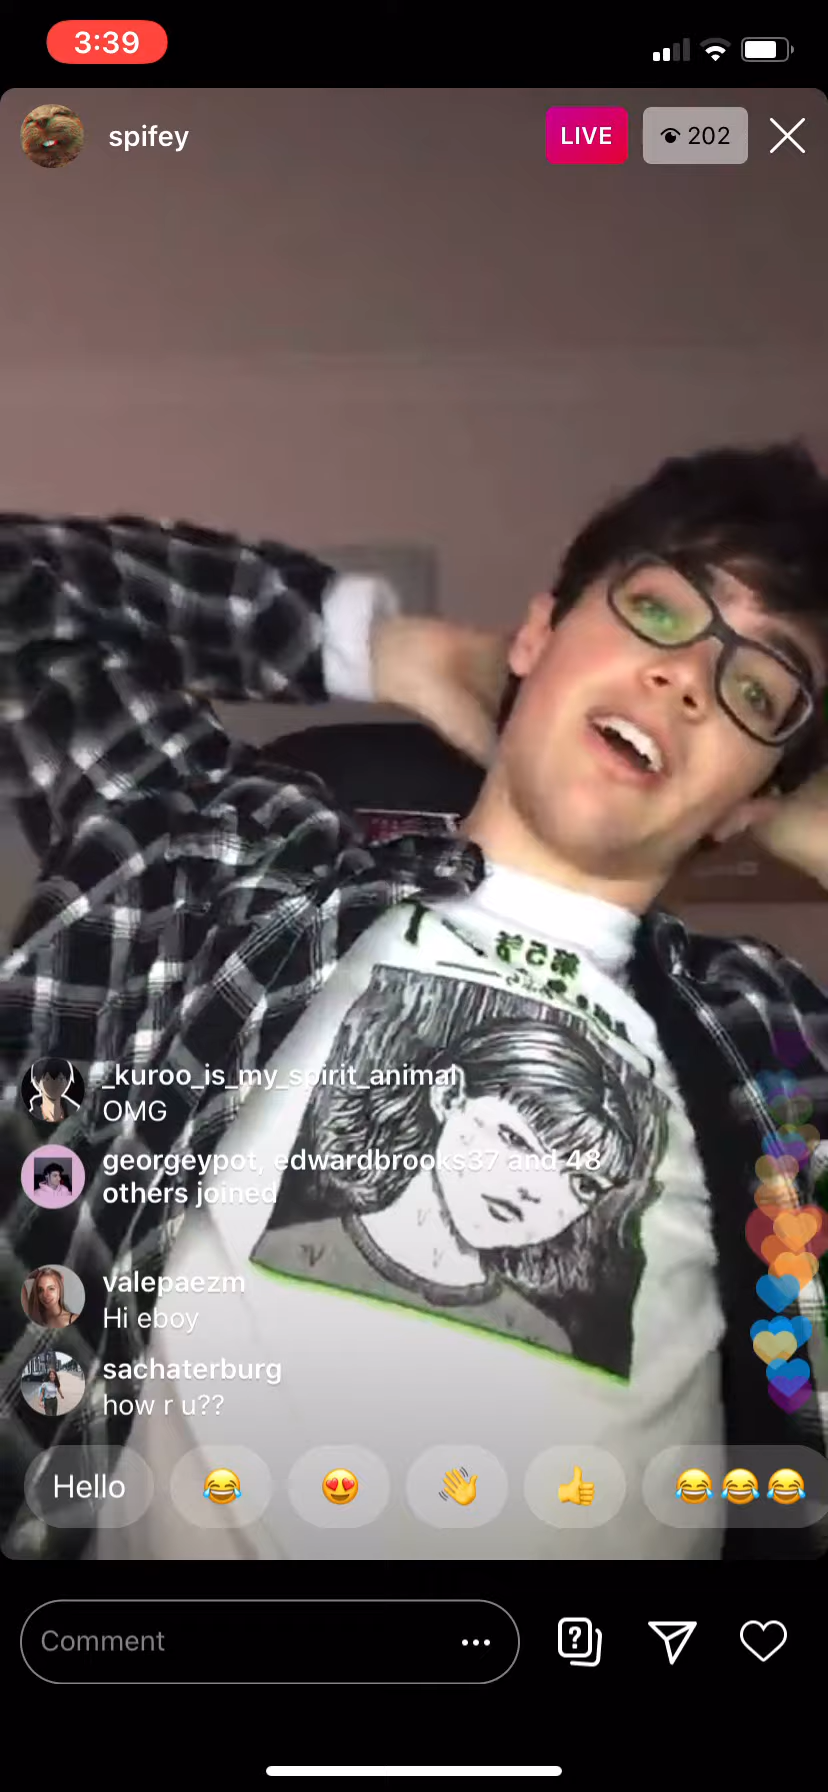 3:39
spifey
LIVE
202
_kuroo_is_my_spirit_animal
OMG
georgeypot, edwardbrooks37 and 48
others joined
valepaezm
Hi eboy
sachaterburg
how r u??
Hello
Comment